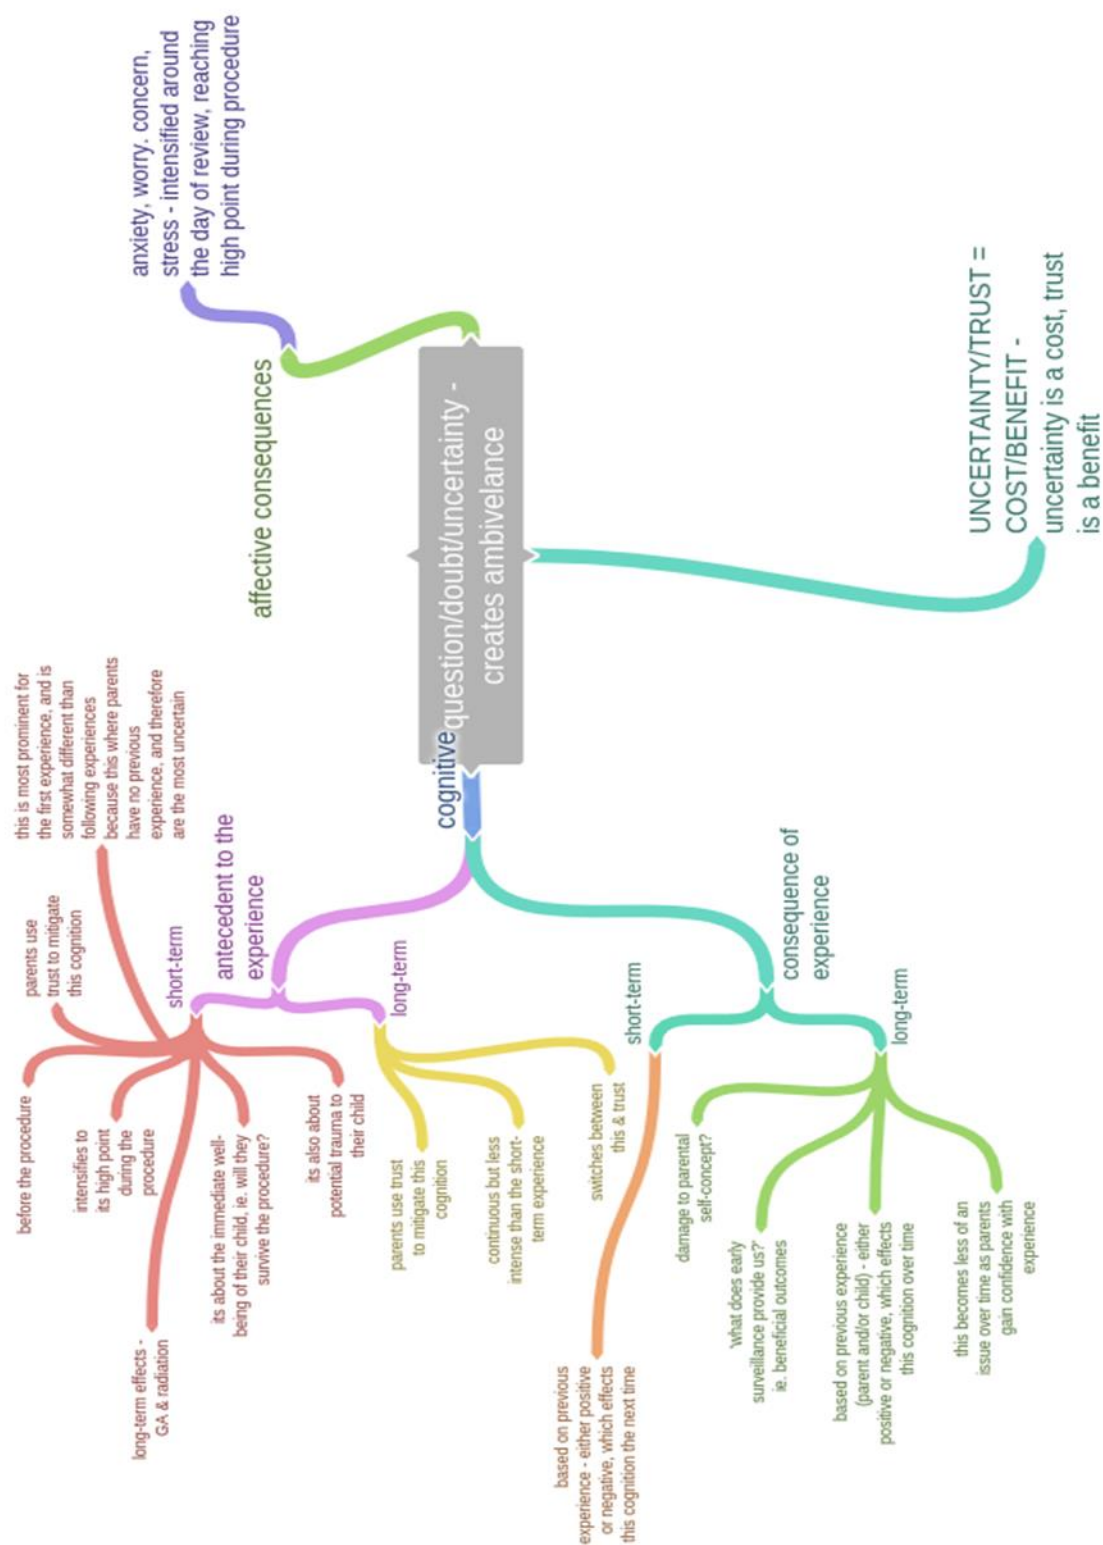 question/doubt/uncertainty -
creates ambivelance
affective consequences
anxiety, worry. concern,
stress - intensified around
the day of review, reaching
high point during procedure
UNCERTAINTY/TRUST =
COST/BENEFIT -
uncertainty is a cost, trust
is a benefit
cognitive
antecedent to the
experience
short-term
this is most prominent for
the first experience, and is
somewhat different than
following experiences
because this where parents
have no previous
experience, and therefore
are the most uncertain
parents use
trust to mitigate
this cognition
before the procedure
intensifies to
its high point
during the
procedure
long-term effects -
GA & radiation
its about the immediate well-
being of their child, ie. will they
survive the procedure?
its also about
potential trauma to
their child
long-term
parents use trust
to mitigate this
cognition
continuous but less
intense than the short-
term experience
switches between
this & trust
consequence of
experience
short-term
based on previous
experience - either positive
or negative, which effects
this cognition the next time
long-term
damage to parental
self-concept?
'what does early
surveillance provide us?'
ie. beneficial outcomes
based on previous experience
(parent and/or child) - either
positive or negative, which effects
this cognition over time
this becomes less of an
issue over time as parents
gain confidence with
experience